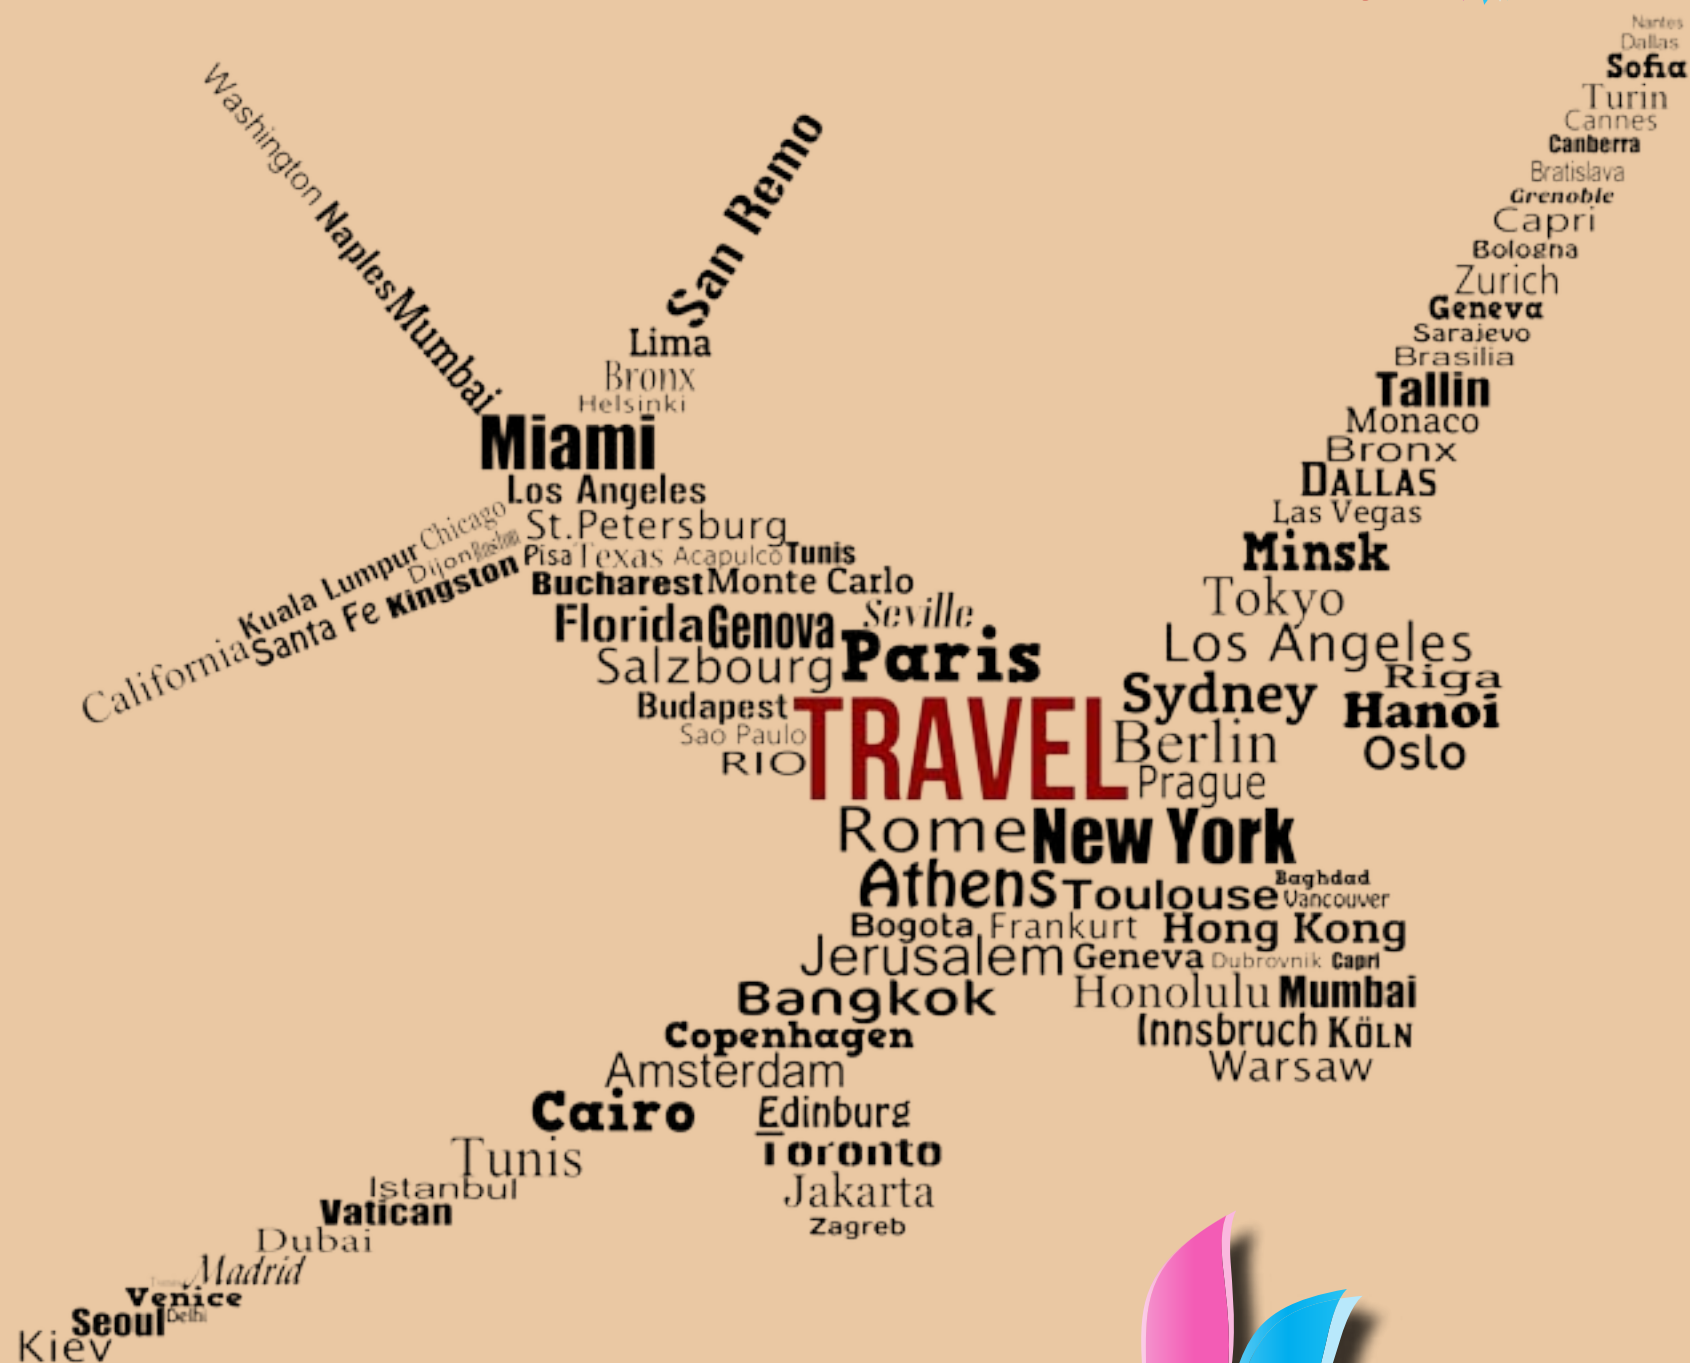 Nantes
Dallas
Sofia
Turin
Cannes
Canberra
Bratislava
Grenoble
Capri
Bologna
Zurich
Geneva
Sarajevo
Brasilia
Tallin
Monaco
Bronx
DALLAS
Las Vegas
Minsk
Tokyo
Los Angeles
Riga
Sydney Hanoi
Berlin Oslo
Prague
Washington Naples Mumbai
San Remo
Lima
Bronx
Helsinki
Miami
Los Angeles
St.Petersburg
Kuala Lumpur Chicago
Dijon
California Santa Fe Kingston
Pisa Texas Acapulco Tunis
Bucharest Monte Carlo
Florida Genova Seville
Salzbourg Paris
Budapest
Sao Paulo
RIO
TRAVEL
Rome New York
Athens Toulouse Baghdad
Vancouver
Bogota Frankurt Hong Kong
Jerusalem Geneva Dubrovnik Capri
Bangkok Honolulu Mumbai
Copenhagen Innsbruch KÖLN
Amsterdam Warsaw
Cairo Edinburg
Tunis Toronto
Istanbul Jakarta
Vatican Zagreb
Dubai
Madrid
Venice
Seoul Delhi
Kiev